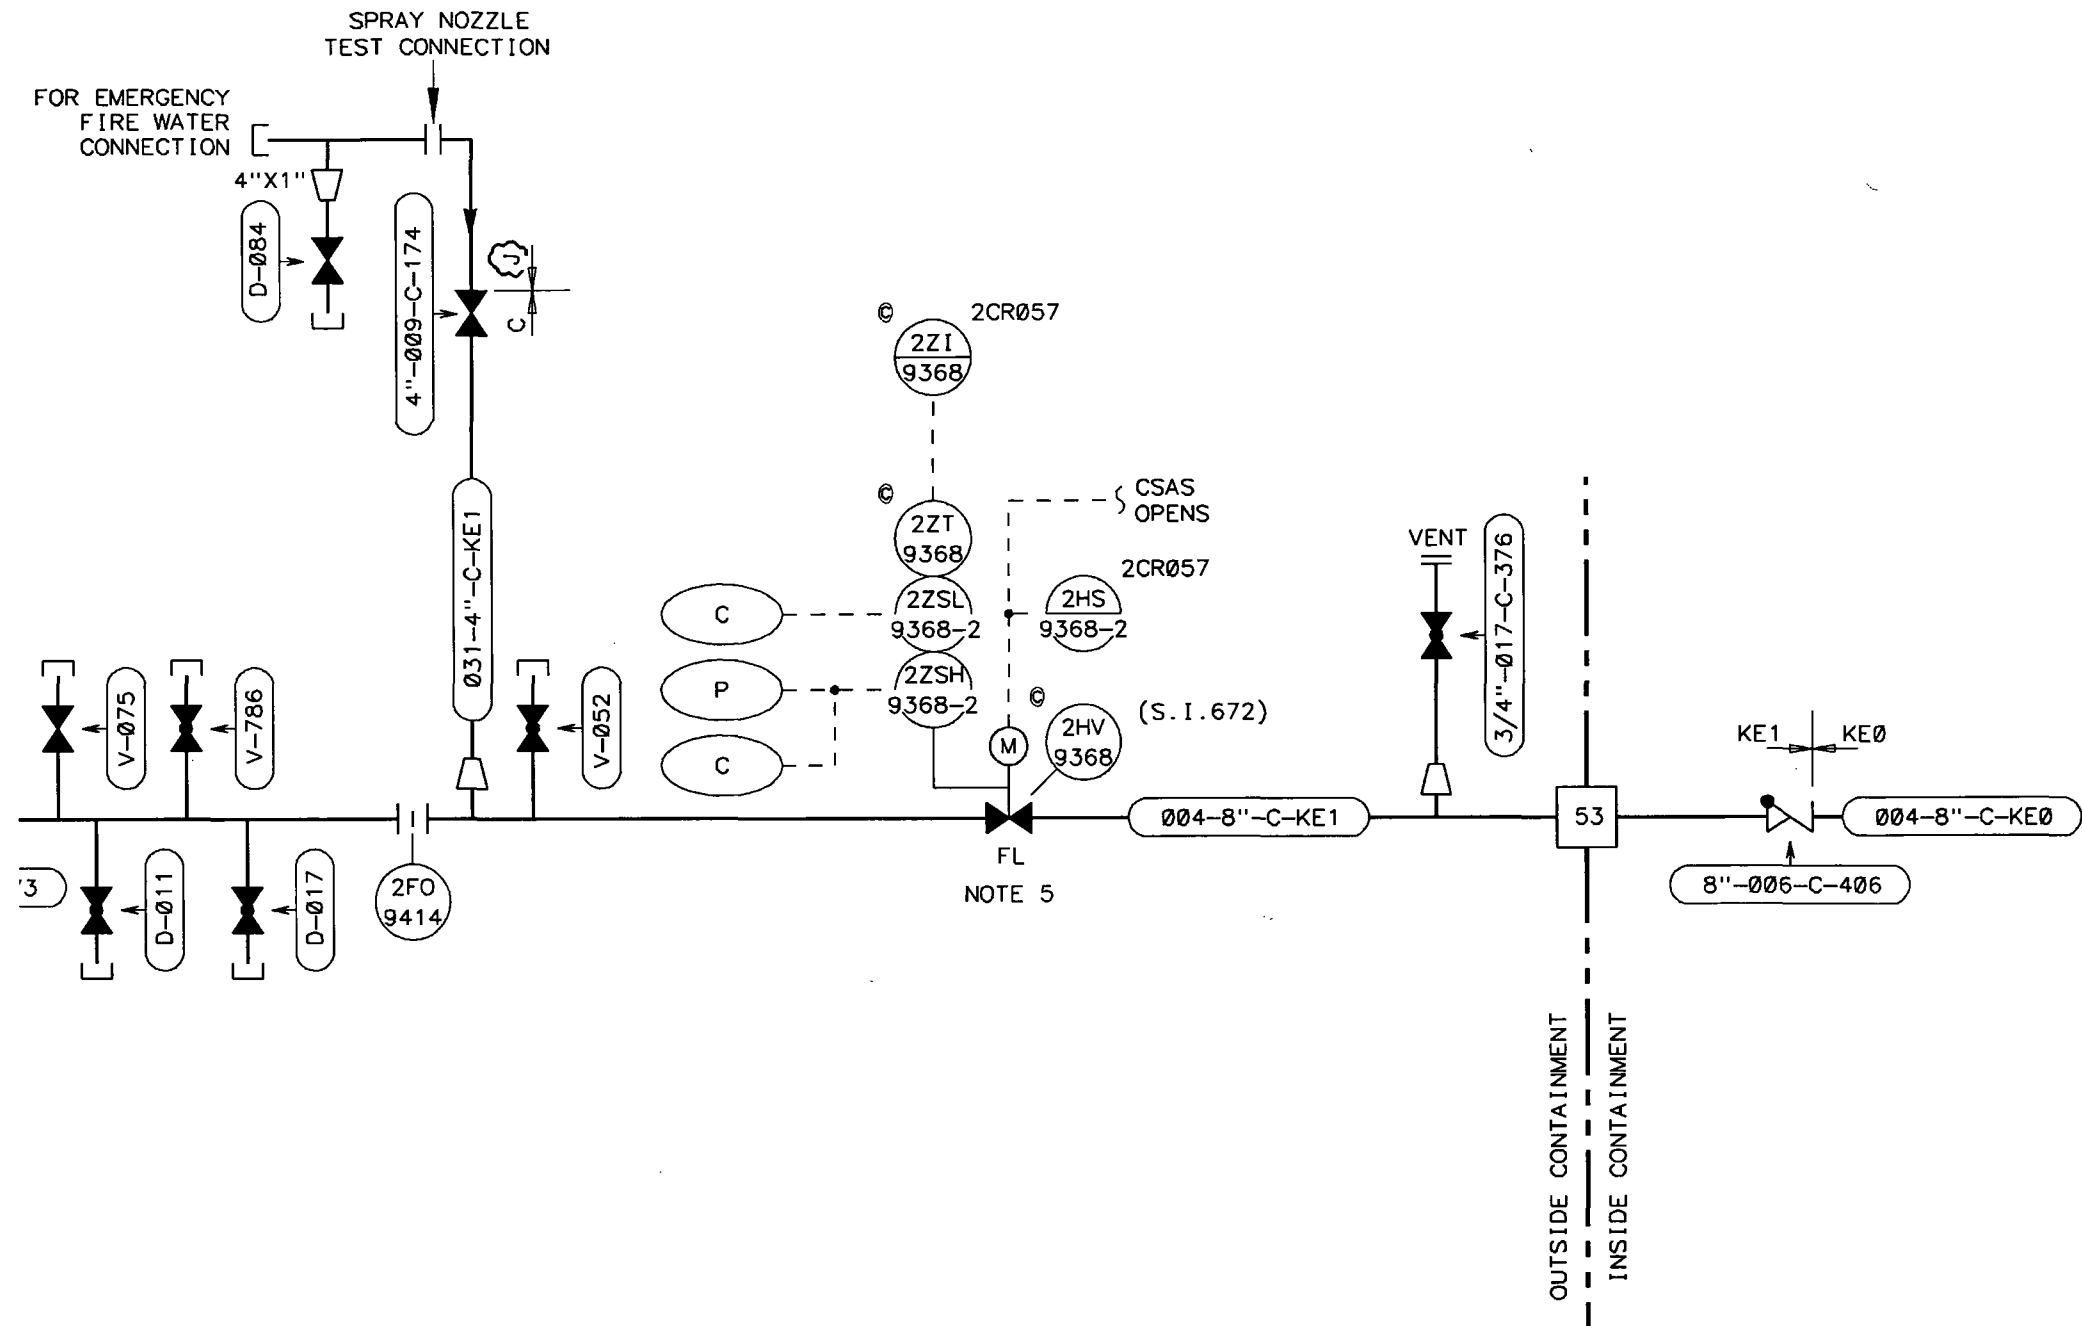 SPRAY NOZZLE
TEST CONNECTION
FOR EMERGENCY
FIRE WATER
CONNECTION
4"X1"
D-Ø84
4"-ØØ9-C-174
J
C
Ø31-4"-C-KE1
© 2CRØ57
2ZI
9368
©
2ZT
9368
CSAS
OPENS
2CRØ57
C
2ZSL
9368-2
2HS
9368-2
P
2ZSH
9368-2
C
©
M
2HV
9368
(S.I.672)
FL
NOTE 5
VENT
3/4"-Ø17-C-376
V-Ø75
V-786
V-Ø52
ØØ4-8"-C-KE1
53
KE1
KEØ
ØØ4-8"-C-KEØ
8"-ØØ6-C-4Ø6
D-Ø11
D-Ø17
I
2FO
9414
OUTSIDE CONTAINMENT
INSIDE CONTAINMENT